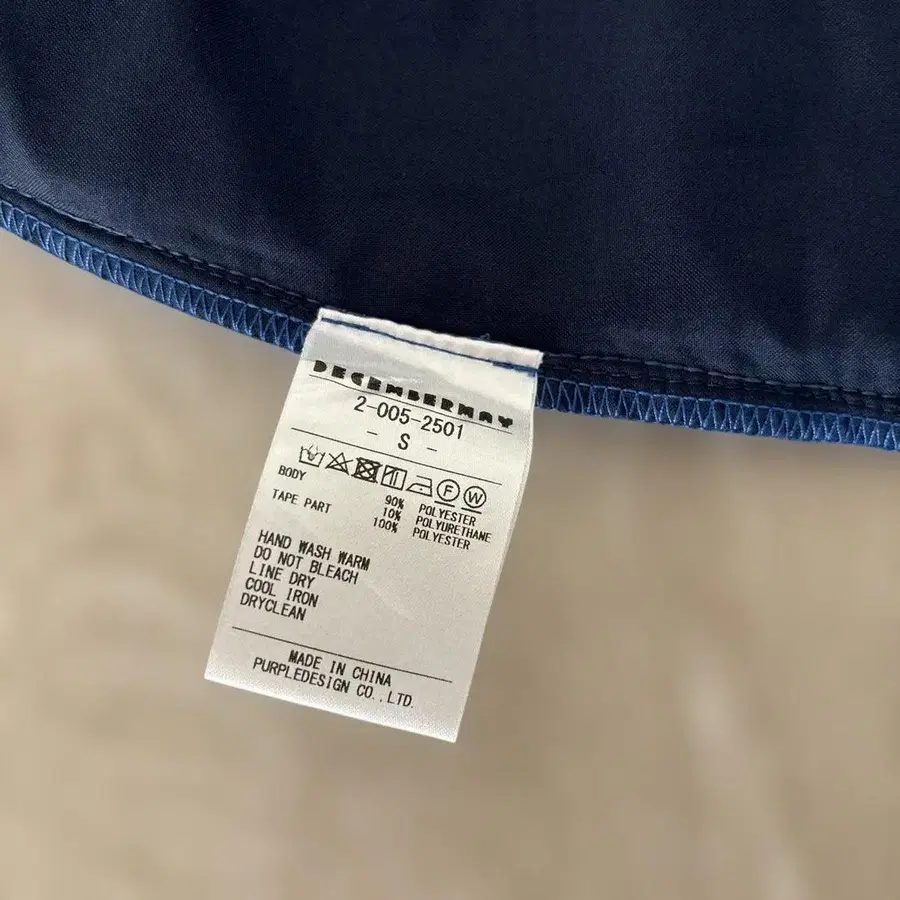 DECEMBERMAY
2-005-2501
- S -
F W
BODY 90% POLYESTER
10% POLYURETHANE
TAPE PART 100% POLYESTER
HAND WASH WARM
DO NOT BLEACH
LINE DRY
COOL IRON
DRYCLEAN
MADE IN CHINA
PURPLEDESIGN CO.,LTD.